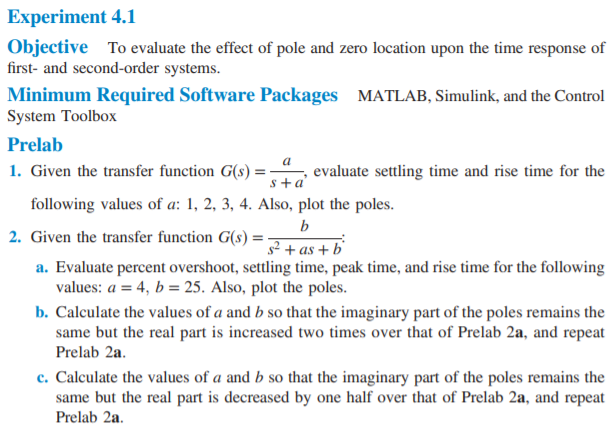 Experiment 4.1
Objective To evaluate the effect of pole and zero location upon the time response of
first- and second-order systems.
Minimum Required Software Packages MATLAB, Simulink, and the Control
System Toolbox
Prelab
1. Given the transfer function G(s) = a/(s + a), evaluate settling time and rise time for the
following values of a: 1, 2, 3, 4. Also, plot the poles.
2. Given the transfer function G(s) = b/(s² + as + b):
a. Evaluate percent overshoot, settling time, peak time, and rise time for the following
values: a = 4, b = 25. Also, plot the poles.
b. Calculate the values of a and b so that the imaginary part of the poles remains the
same but the real part is increased two times over that of Prelab 2a, and repeat
Prelab 2a.
c. Calculate the values of a and b so that the imaginary part of the poles remains the
same but the real part is decreased by one half over that of Prelab 2a, and repeat
Prelab 2a.